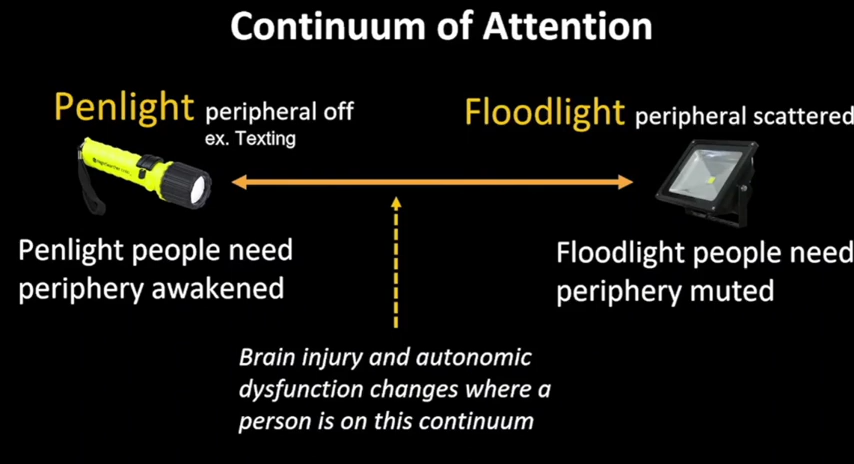 Continuum of Attention
Penlight peripheral off
ex. Texting
Floodlight peripheral scattered
Penlight people need
periphery awakened
Floodlight people need
periphery muted
Brain injury and autonomic
dysfunction changes where a
person is on this continuum